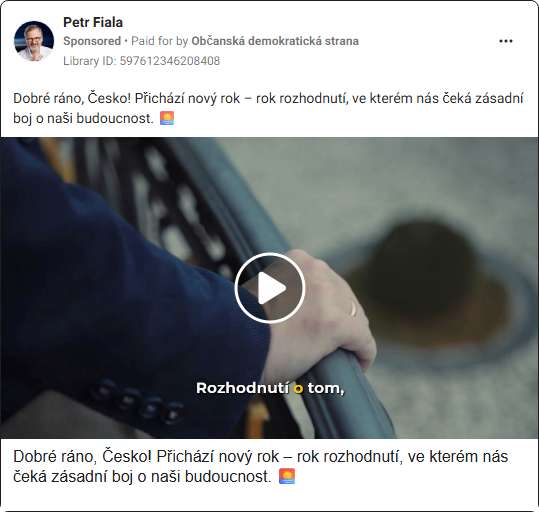 Petr Fiala
Sponsored • Paid for by Občanská demokratická strana
Library ID: 597612346208408
Dobré ráno, Česko! Přichází nový rok – rok rozhodnutí, ve kterém nás čeká zásadní
boj o naši budoucnost. 🌅
Rozhodnutí o tom,
Dobré ráno, Česko! Přichází nový rok – rok rozhodnutí, ve kterém nás
čeká zásadní boj o naši budoucnost. 🌅